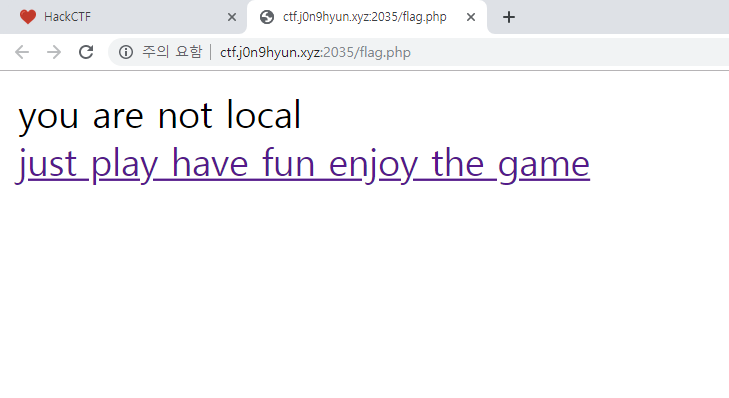 HackCTF
ctf.j0n9hyun.xyz:2035/flag.php
주의 요함
ctf.j0n9hyun.xyz:2035/flag.php
you are not local
just play have fun enjoy the game